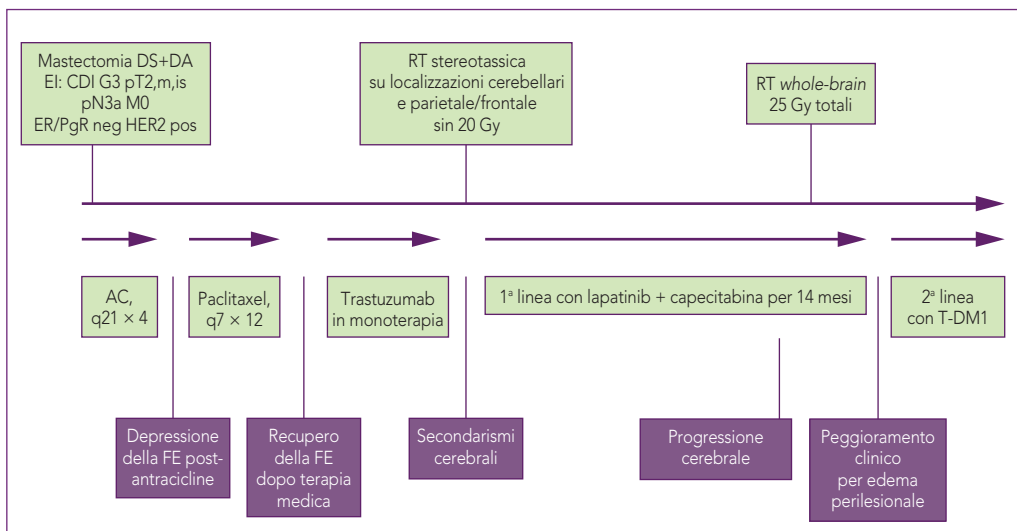 Mastectomia DS+DA
EI: CDI G3 pT2,m,is
pN3a M0
ER/PgR neg HER2 pos
RT stereotassica
su localizzazioni cerebellari
e parietale/frontale
sin 20 Gy
RT whole-brain
25 Gy totali
AC,
q21 × 4
Paclitaxel,
q7 × 12
Trastuzumab
in monoterapia
1ª linea con lapatinib + capecitabina per 14 mesi
2ª linea
con T-DM1
Depressione
della FE post-
antracicline
Recupero
della FE
dopo terapia
medica
Secondarismi
cerebrali
Progressione
cerebrale
Peggioramento
clinico
per edema
perilesionale